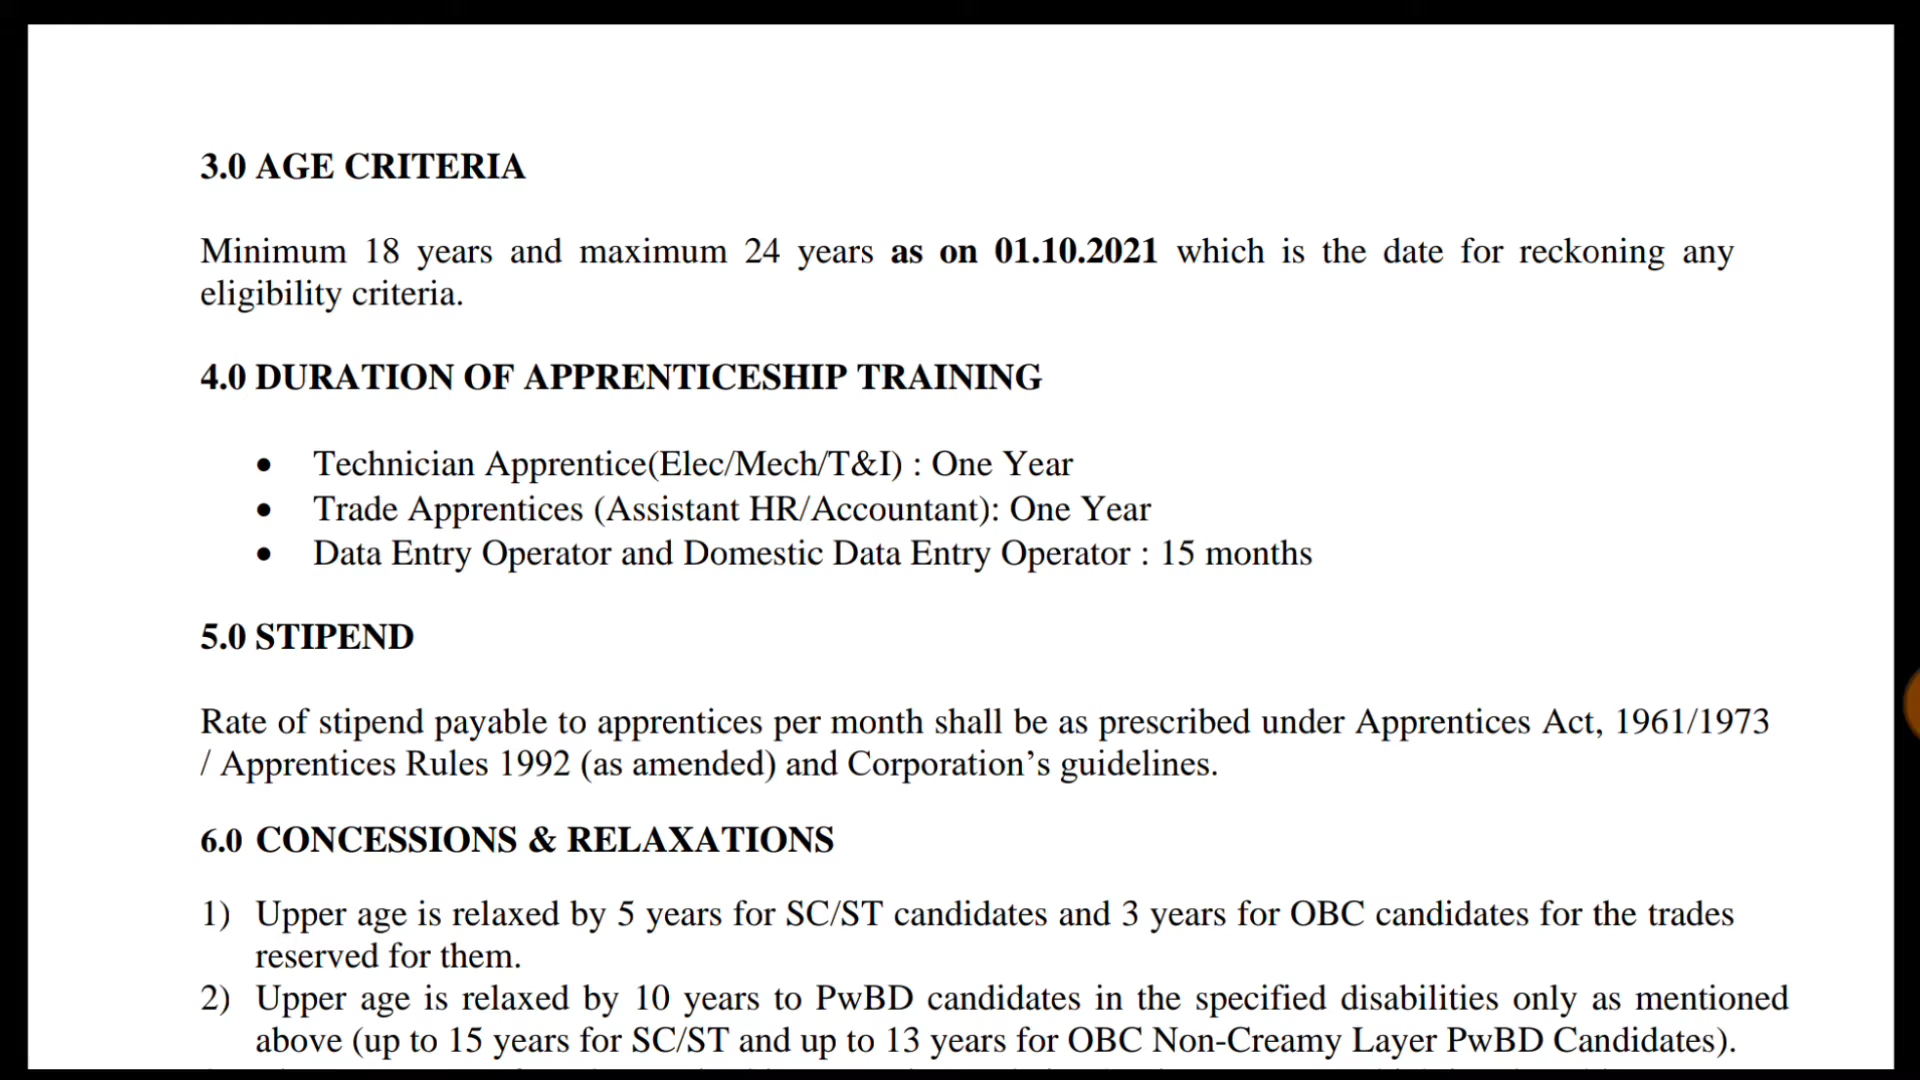 3.0 AGE CRITERIA
Minimum 18 years and maximum 24 years as on 01.10.2021 which is the date for reckoning any
eligibility criteria.
4.0 DURATION OF APPRENTICESHIP TRAINING
• Technician Apprentice(Elec/Mech/T&I) : One Year
• Trade Apprentices (Assistant HR/Accountant): One Year
• Data Entry Operator and Domestic Data Entry Operator : 15 months
5.0 STIPEND
Rate of stipend payable to apprentices per month shall be as prescribed under Apprentices Act, 1961/1973
/ Apprentices Rules 1992 (as amended) and Corporation’s guidelines.
6.0 CONCESSIONS & RELAXATIONS
1) Upper age is relaxed by 5 years for SC/ST candidates and 3 years for OBC candidates for the trades
reserved for them.
2) Upper age is relaxed by 10 years to PwBD candidates in the specified disabilities only as mentioned
above (up to 15 years for SC/ST and up to 13 years for OBC Non-Creamy Layer PwBD Candidates).